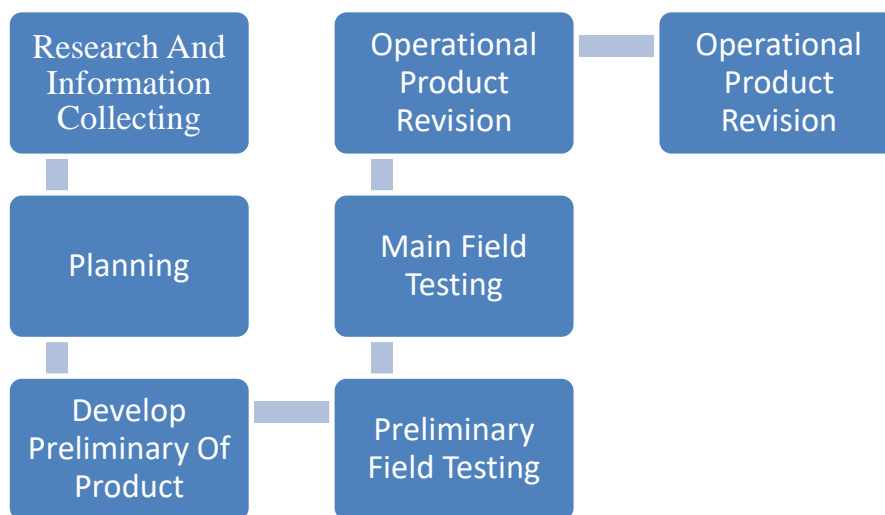 Research And
Information
Collecting
Planning
Develop
Preliminary Of
Product
Preliminary
Field Testing
Main Field
Testing
Operational
Product
Revision
Operational
Product
Revision